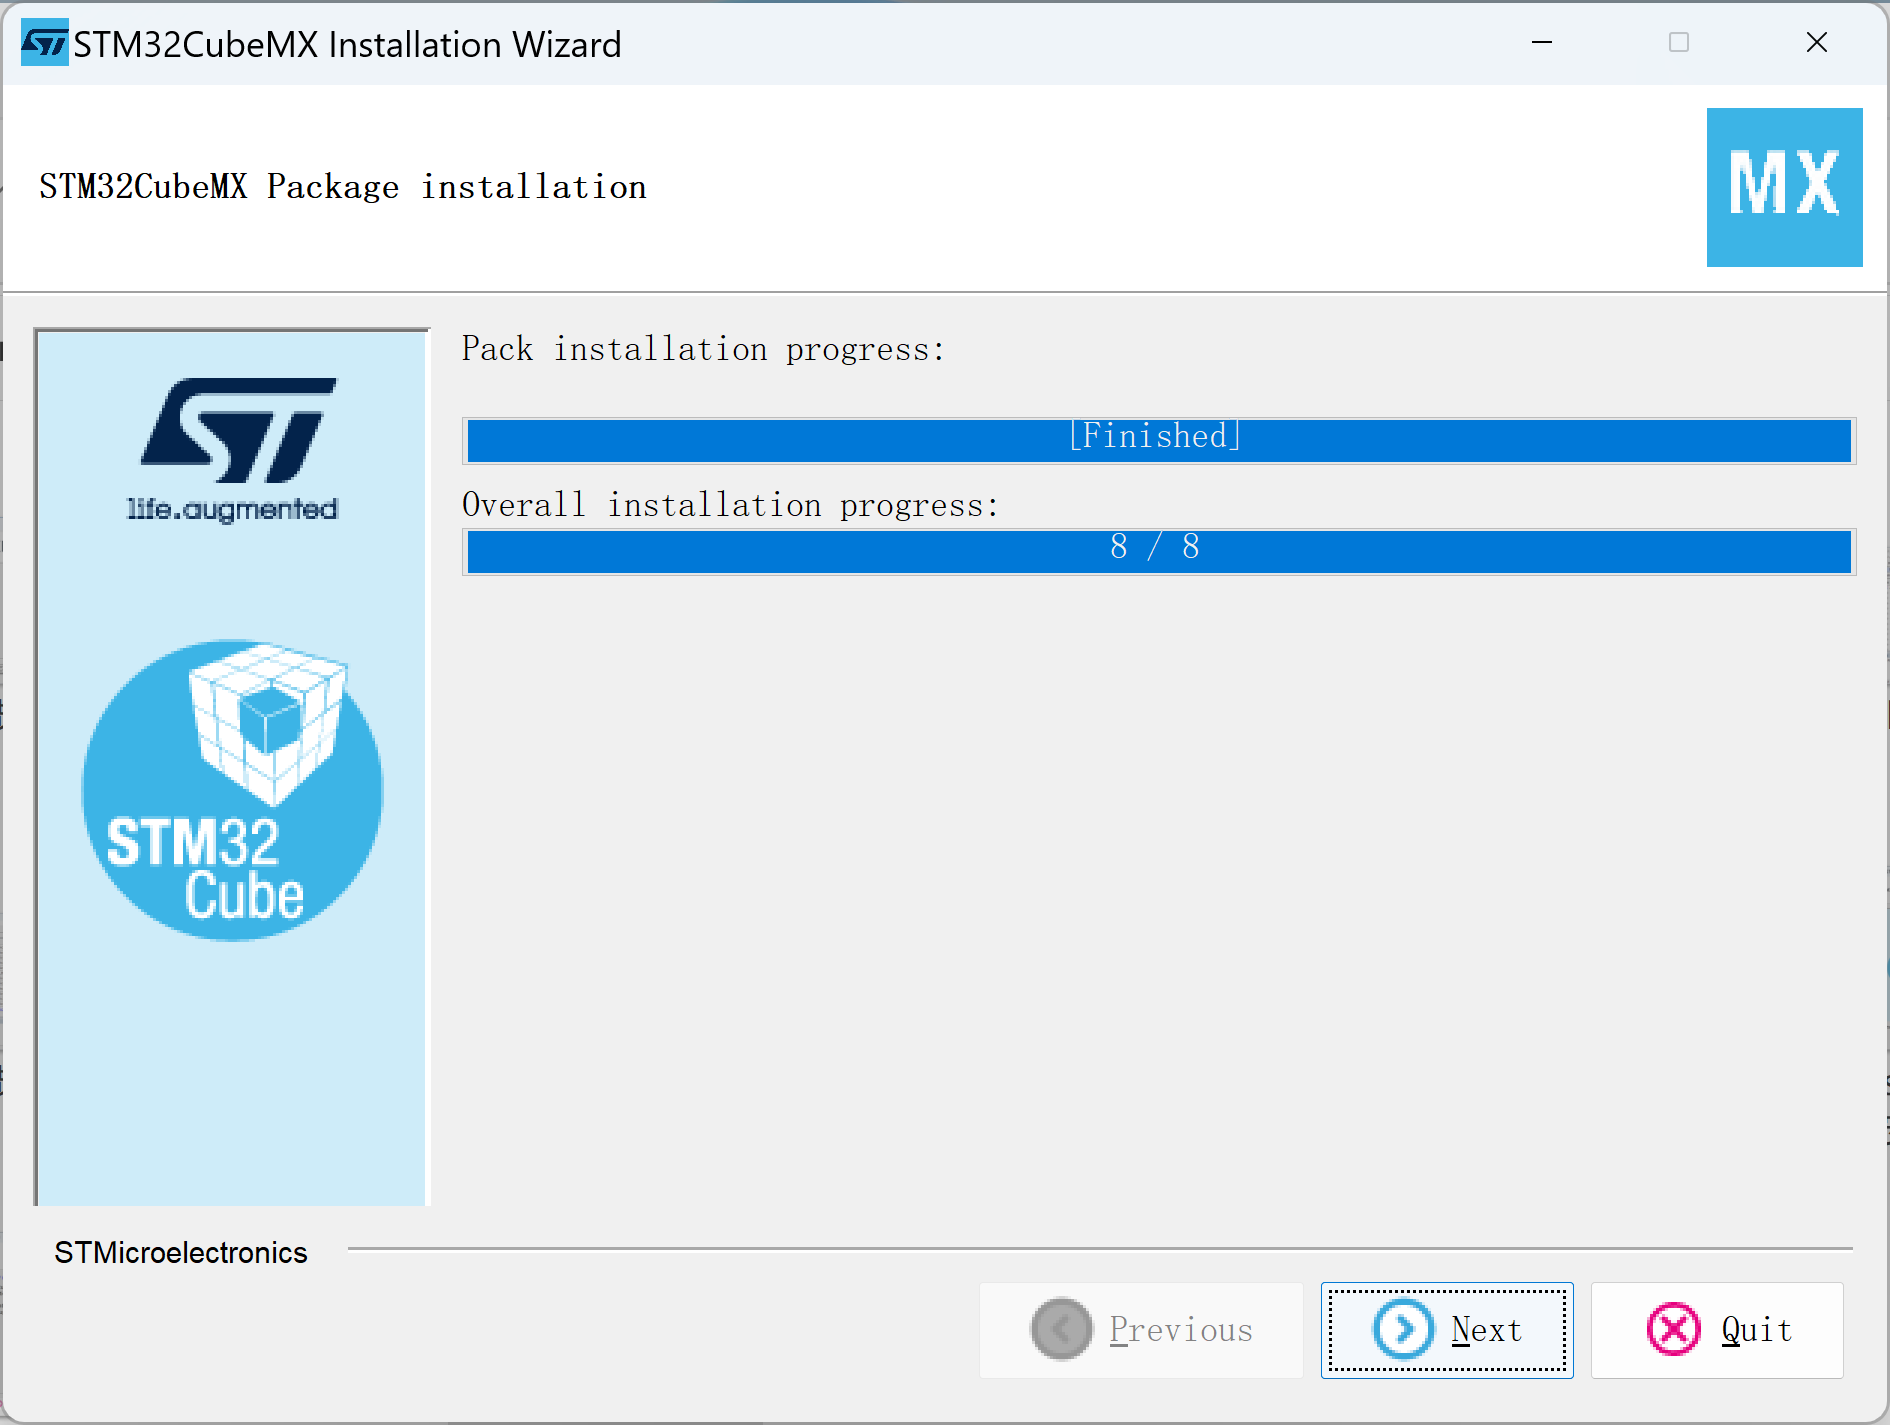 STM32CubeMX Installation Wizard
STM32CubeMX Package installation
MX
Pack installation progress:
[Finished]
Overall installation progress:
8 / 8
ST
life.augmented
STM32
Cube
STMicroelectronics
Previous
Next
Quit